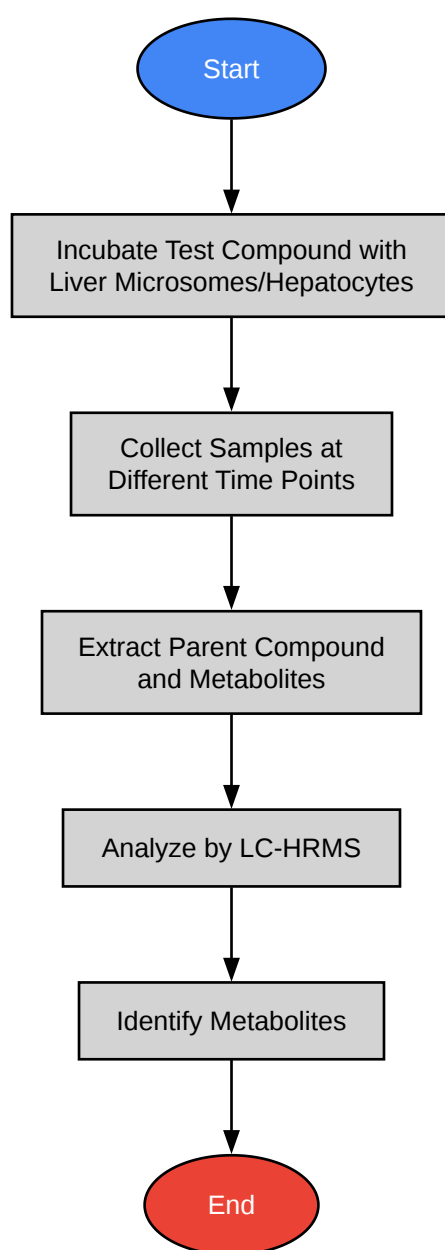 Start
Incubate Test Compound with
Liver Microsomes/Hepatocytes
Collect Samples at
Different Time Points
Extract Parent Compound
and Metabolites
Analyze by LC-HRMS
Identify Metabolites
End